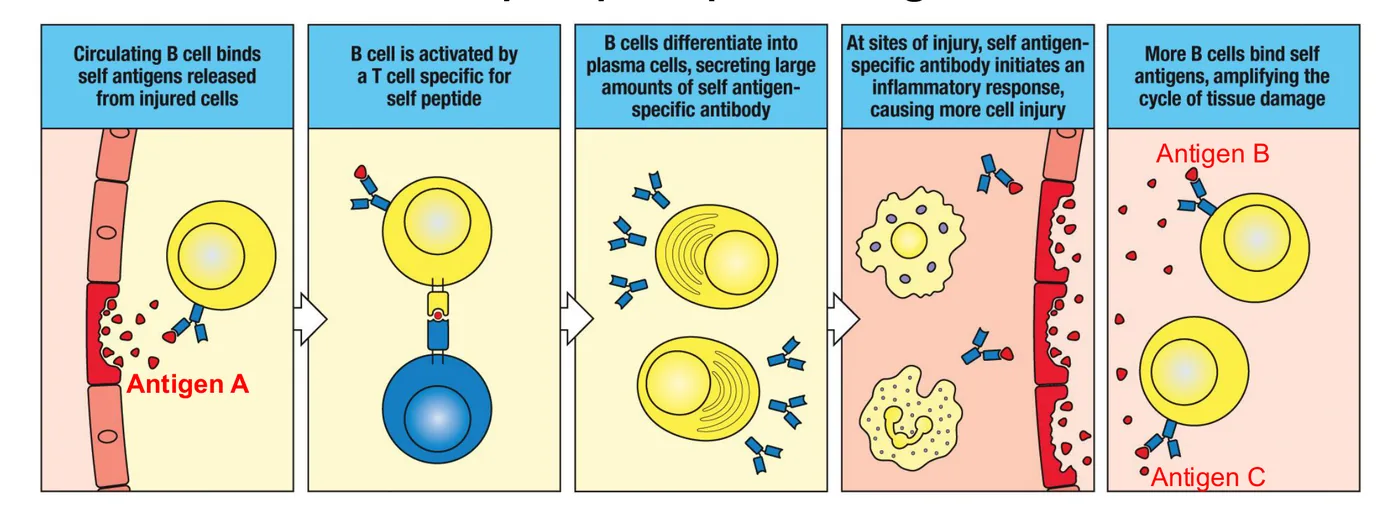 Circulating B cell binds
self antigens released
from injured cells
B cell is activated by
a T cell specific for
self peptide
B cells differentiate into
plasma cells, secreting large
amounts of self antigen-
specific antibody
At sites of injury, self antigen-
specific antibody initiates an
inflammatory response,
causing more cell injury
More B cells bind self
antigens, amplifying the
cycle of tissue damage
Antigen A
Antigen B
Antigen C